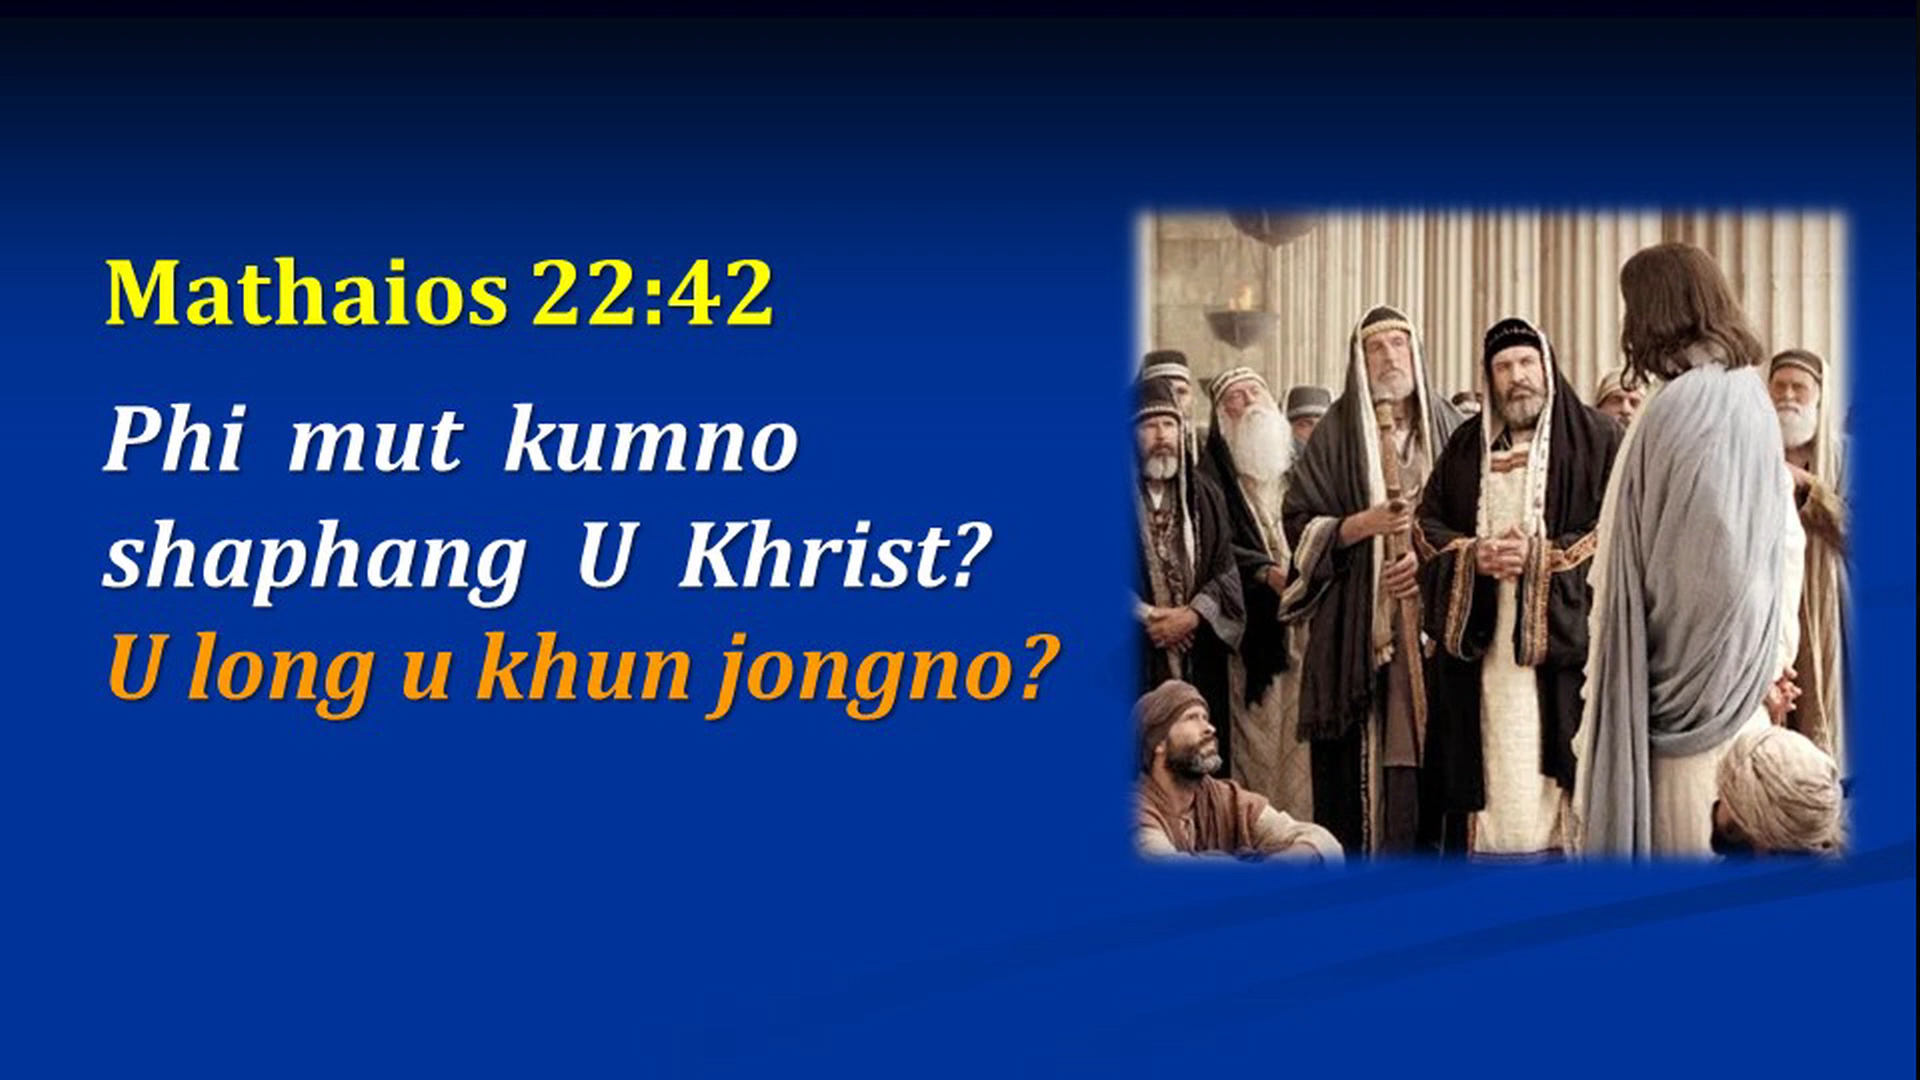 Mathaios 22:42
Phi mut kumno
shaphang U Khrist?
U long u khun jongno?